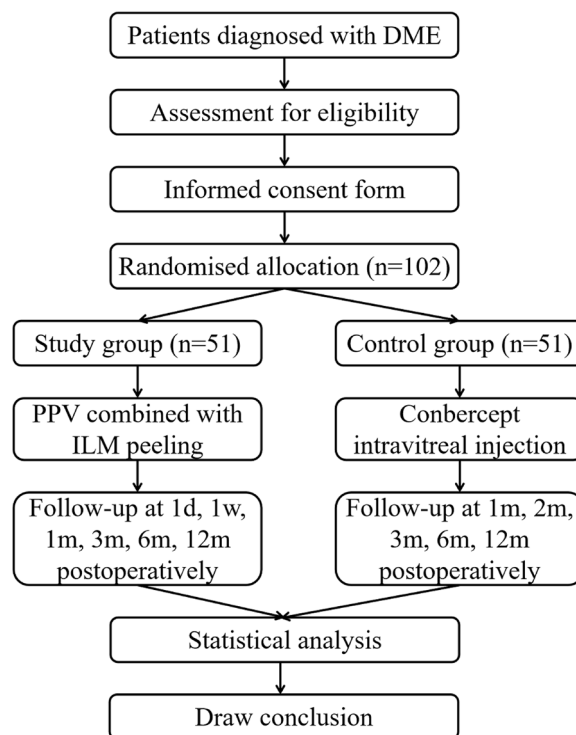 Patients diagnosed with DME
Assessment for eligibility
Informed consent form
Randomised allocation (n=102)
Study group (n=51)
Control group (n=51)
PPV combined with
ILM peeling
Conbercept
intravitreal injection
Follow-up at 1d, 1w,
1m, 3m, 6m, 12m
postoperatively
Follow-up at 1m, 2m,
3m, 6m, 12m
postoperatively
Statistical analysis
Draw conclusion